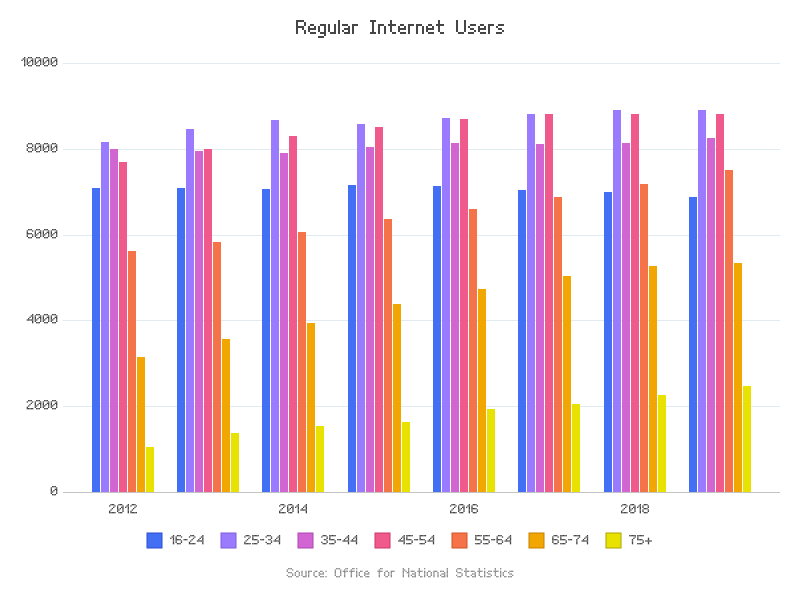 Regular Internet Users
10000
8000
6000
4000
2000
0
2012 2014 2016 2018
16-24 25-34 35-44 45-54 55-64 65-74 75+
Source: Office for National Statistics